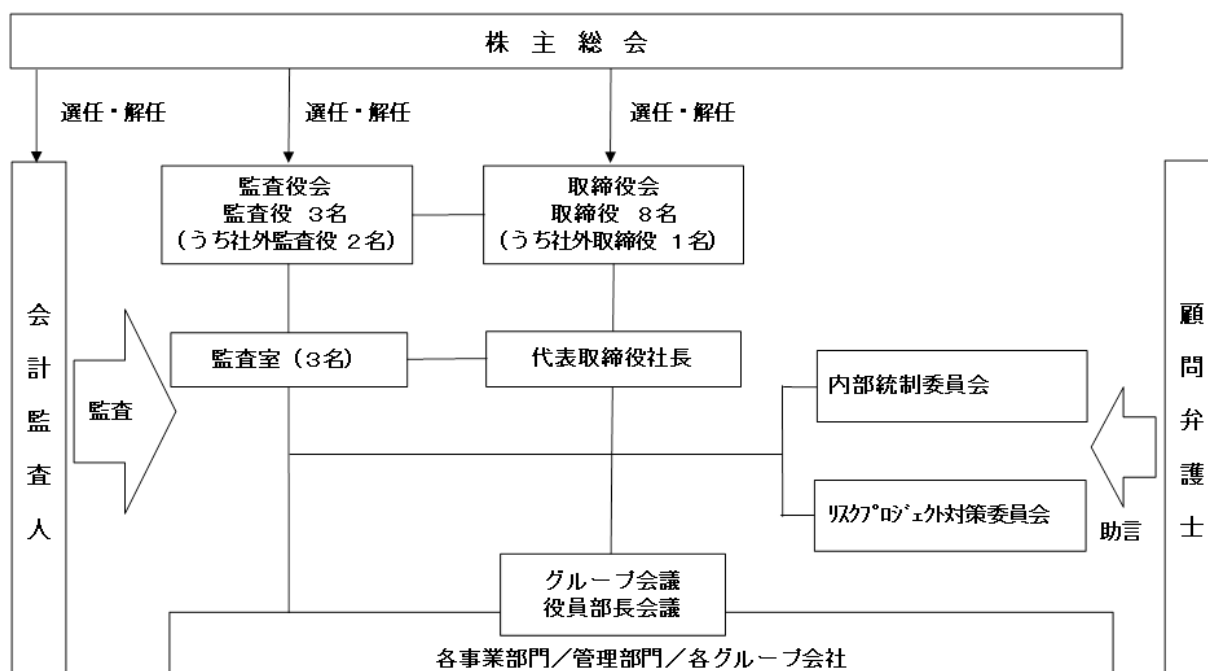 株 主 総 会
選任・解任
選任・解任
選任・解任
監査役会
監査役 3名
(うち社外監査役 2名)
取締役会
取締役 8名
(うち社外取締役 1名)
会計監査人
監査
監査室 (3名)
代表取締役社長
内部統制委員会
ﾘｽｸﾌﾟﾛｼﾞｪｸﾄ対策委員会
助言
顧問弁護士
グループ会議
役員部長会議
各事業部門/管理部門/各グループ会社